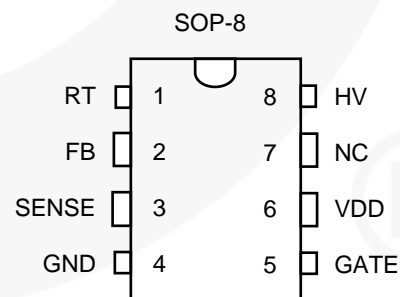 SOP-8
RT 1 8 HV
FB 2 7 NC
SENSE 3 6 VDD
GND 4 5 GATE